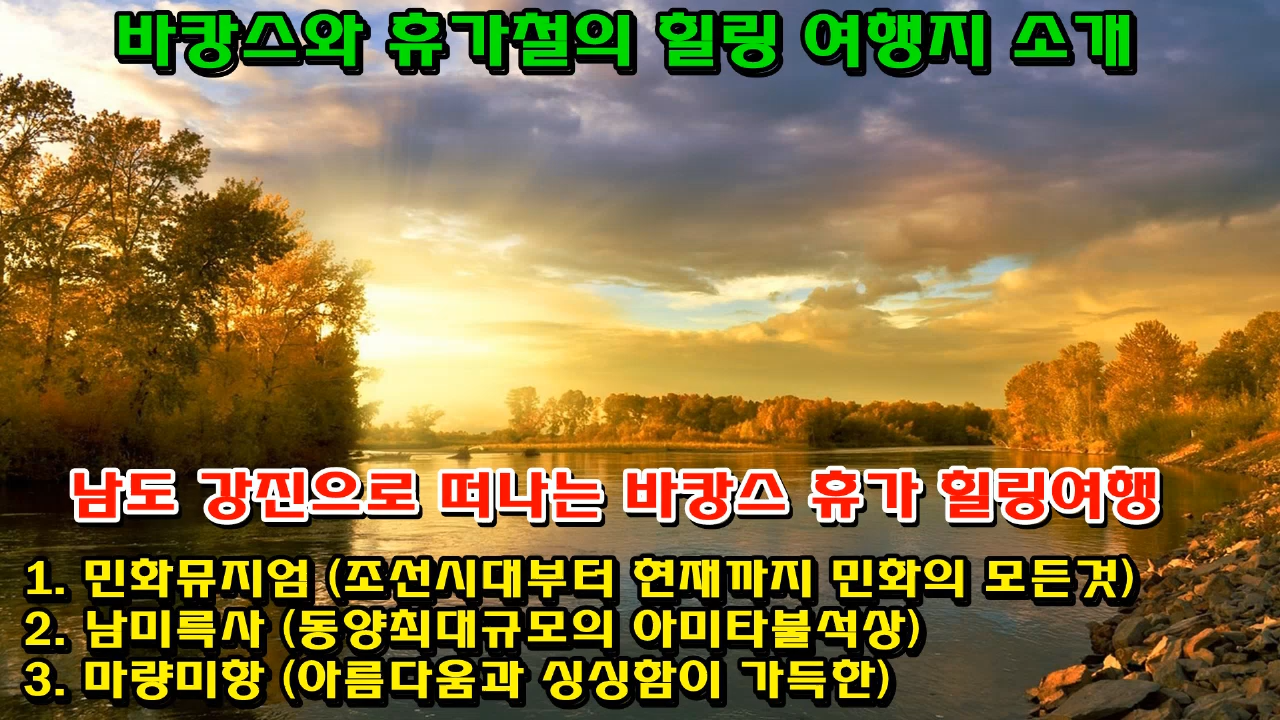 바캉스와 휴가철의 힐링 여행지 소개
남도 강진으로 떠나는 바캉스 휴가 힐링여행
1. 민화뮤지엄 (조선시대부터 현재까지 민화의 모든것)
2. 남미륵사 (동양최대규모의 아미타불석상)
3. 마량미항 (아름다움과 싱싱함이 가득한)